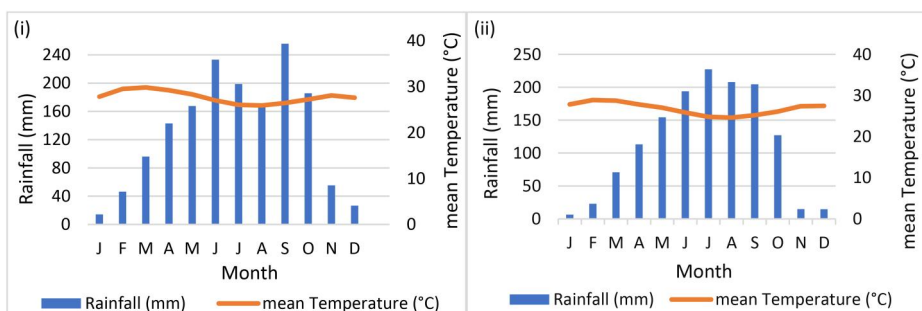 (i)
Rainfall (mm)
240
200
160
120
80
40
0
40
30
20
10
0
mean Temperature (°C)
J F M A M J J A S O N D
Month
Rainfall (mm) mean Temperature (°C)
(ii)
Rainfall (mm)
250
200
150
100
50
0
40
30
20
10
0
mean Temperature (°C)
J F M A M J J A S O N D
Month
Rainfall (mm) mean Temperature (°C)